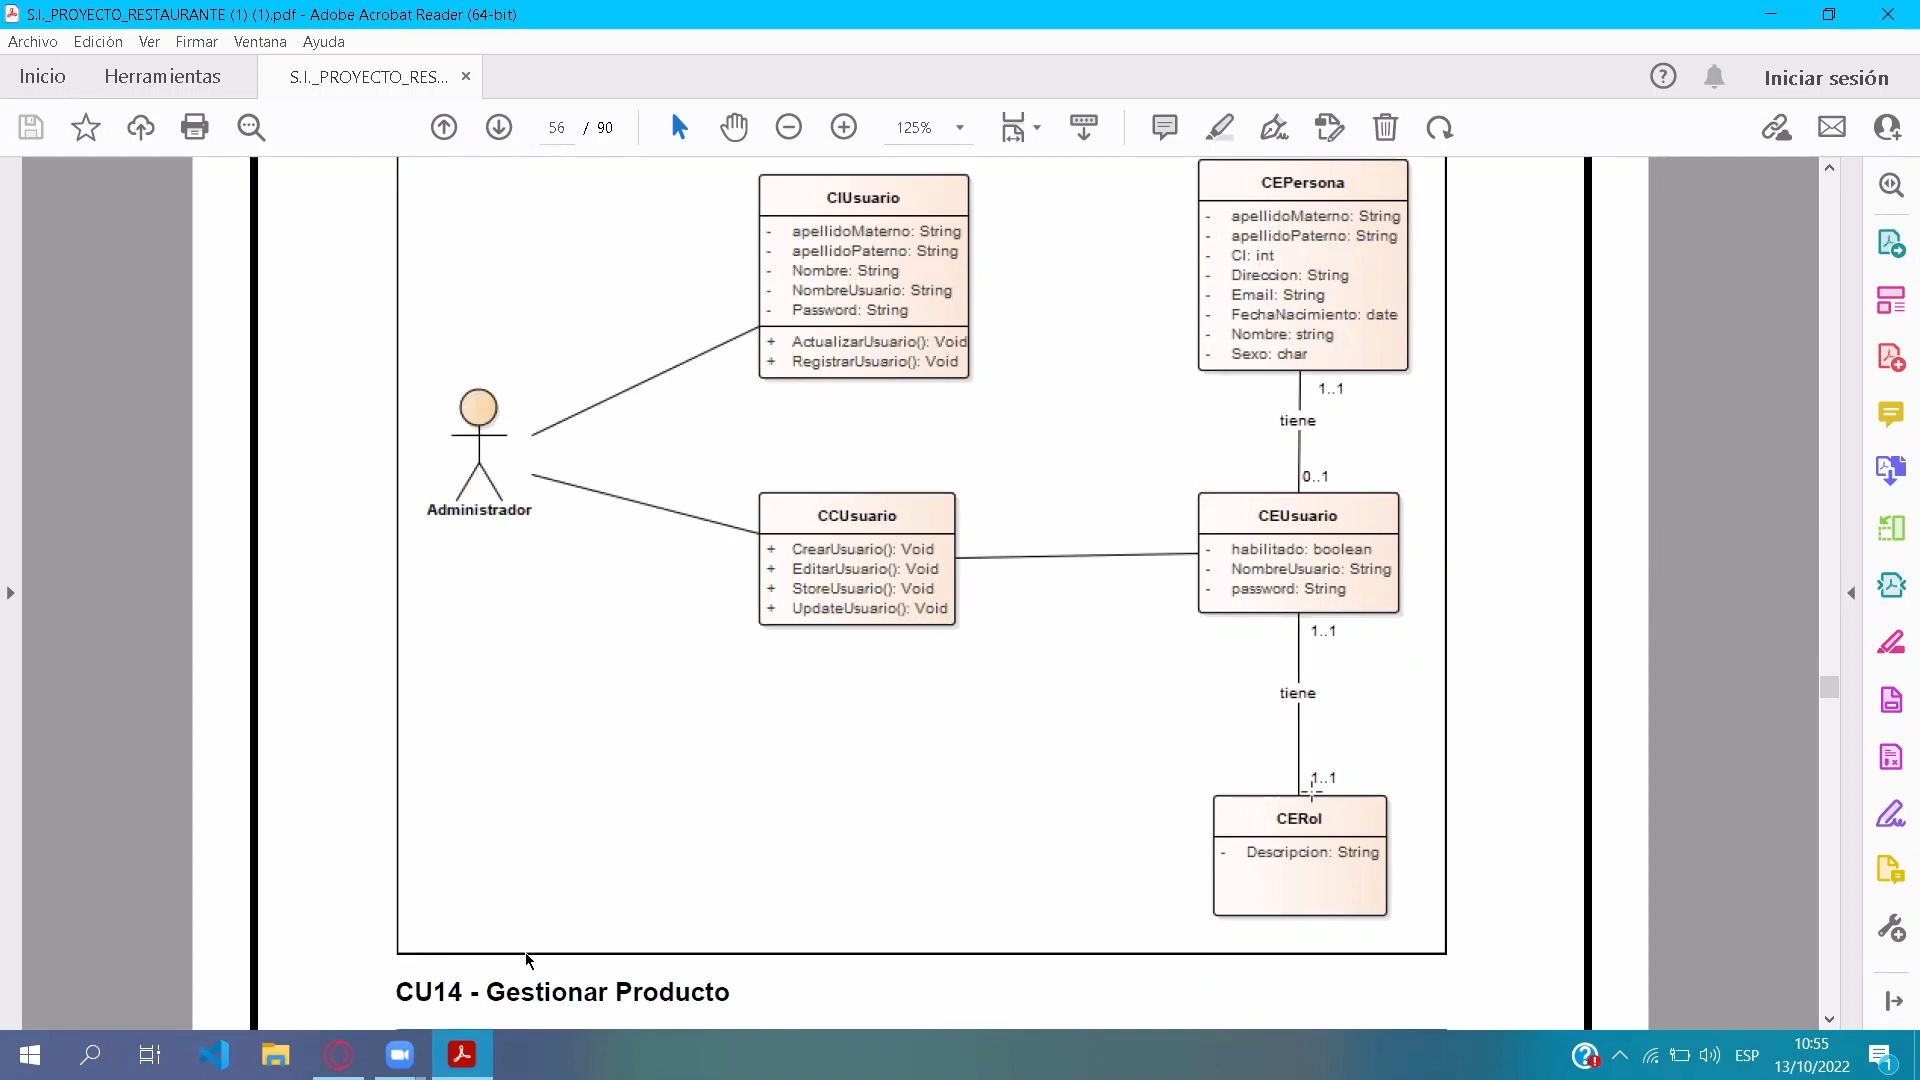 S.I._PROYECTO_RESTAURANTE (1) (1).pdf - Adobe Acrobat Reader (64-bit)
Archivo Edición Ver Firmar Ventana Ayuda
Inicio Herramientas S.I._PROYECTO_RES... × Iniciar sesión
56 / 90 125%
CIUsuario
- apellidoMaterno: String
- apellidoPaterno: String
- Nombre: String
- NombreUsuario: String
- Password: String
+ ActualizarUsuario(): Void
+ RegistrarUsuario(): Void
CEPersona
- apellidoMaterno: String
- apellidoPaterno: String
- CI: int
- Direccion: String
- Email: String
- FechaNacimiento: date
- Nombre: string
- Sexo: char
1..1
tiene
0..1
Administrador
CCUsuario
+ CrearUsuario(): Void
+ EditarUsuario(): Void
+ StoreUsuario(): Void
+ UpdateUsuario(): Void
CEUsuario
- habilitado: boolean
- NombreUsuario: String
- password: String
1..1
tiene
1..1
CERol
- Descripcion: String
CU14 - Gestionar Producto
ESP
10:55
13/10/2022
1